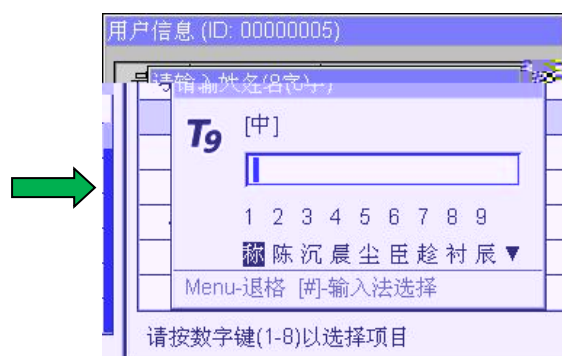 用户信息 (ID: 00000005)
请输入姓名(8字)
T9
[中]
1 2 3 4 5 6 7 8 9
称 陈 沉 晨 尘 臣 趁 衬 辰 ▼
Menu-退格 [#]-输入法选择
请按数字键(1-8)以选择项目